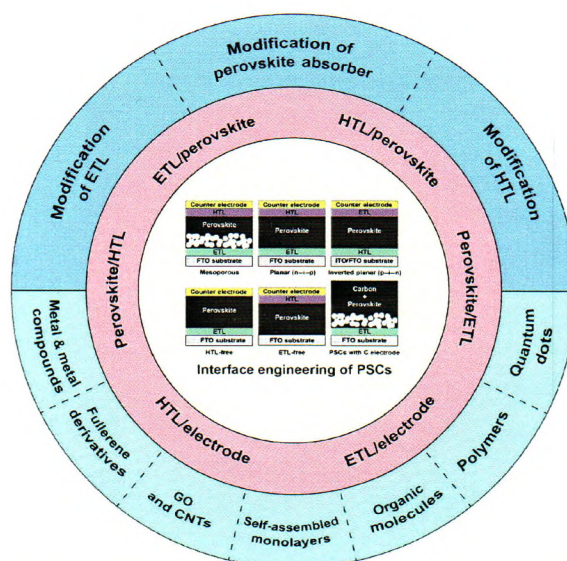 Modification of
perovskite absorber
Modification
of ETL
Modification
of HTL
ETL/perovskite
HTL/perovskite
Perovskite/HTL
Perovskite/ETL
HTL/electrode
ETL/electrode
Counter electrode
HTL
Perovskite
ETL
FTO substrate
Mesoporous
Counter electrode
HTL
Perovskite
ETL
FTO substrate
Planar (n–i–p)
Counter electrode
ETL
Perovskite
HTL
ITO/FTO substrate
Inverted planar (p–i–n)
Counter electrode
Perovskite
ETL
FTO substrate
HTL-free
Counter electrode
HTL
Perovskite
FTO substrate
ETL-free
Carbon
+
Perovskite
ETL
FTO substrate
PSCs with C electrode
Interface engineering of PSCs
Metal & metal
compounds
Fullerene
derivatives
GO
and CNTs
Self-assembled
monolayers
Organic
molecules
Polymers
Quantum
dots